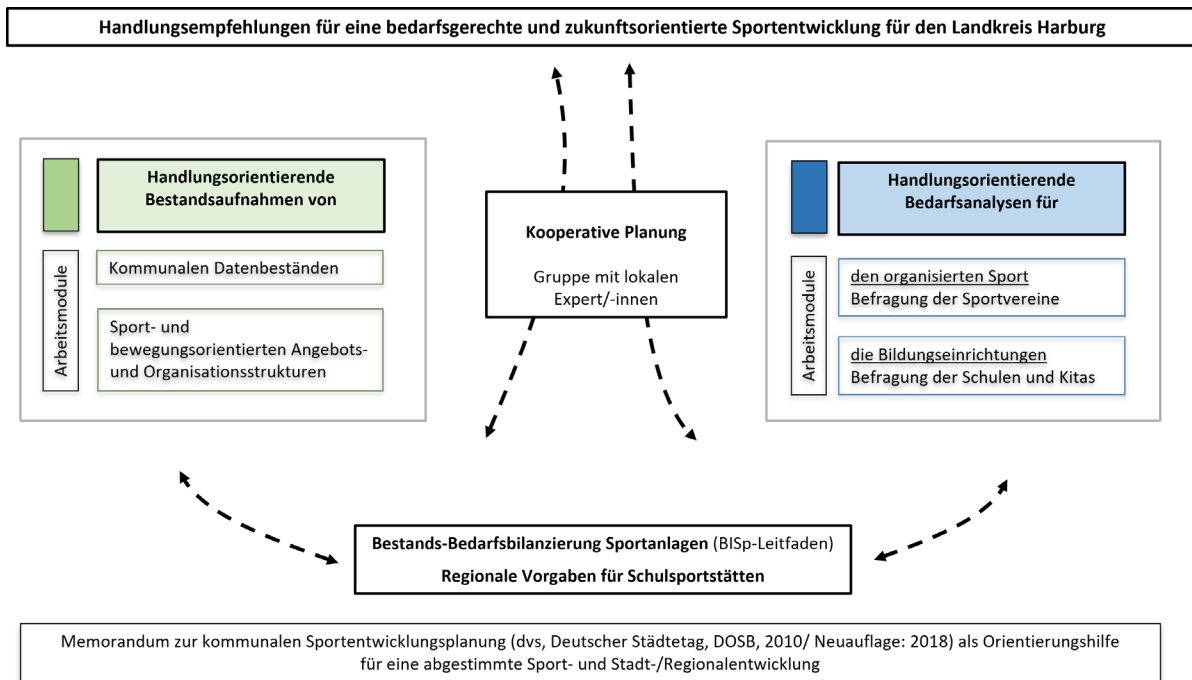 Handlungsempfehlungen für eine bedarfsgerechte und zukunftsorientierte Sportentwicklung für den Landkreis Harburg
Handlungsorientierende
Bestandsaufnahmen von
Arbeitsmodule
Kommunalen Datenbeständen
Sport- und
bewegungsorientierten Angebots-
und Organisationsstrukturen
Kooperative Planung
Gruppe mit lokalen
Expert/-innen
Handlungsorientierende
Bedarfsanalysen für
Arbeitsmodule
den organisierten Sport
Befragung der Sportvereine
die Bildungseinrichtungen
Befragung der Schulen und Kitas
Bestands-Bedarfsbilanzierung Sportanlagen (BISp-Leitfaden)
Regionale Vorgaben für Schulsportstätten
Memorandum zur kommunalen Sportentwicklungsplanung (dvs, Deutscher Städtetag, DOSB, 2010/ Neuauflage: 2018) als Orientierungshilfe
für eine abgestimmte Sport- und Stadt-/Regionalentwicklung